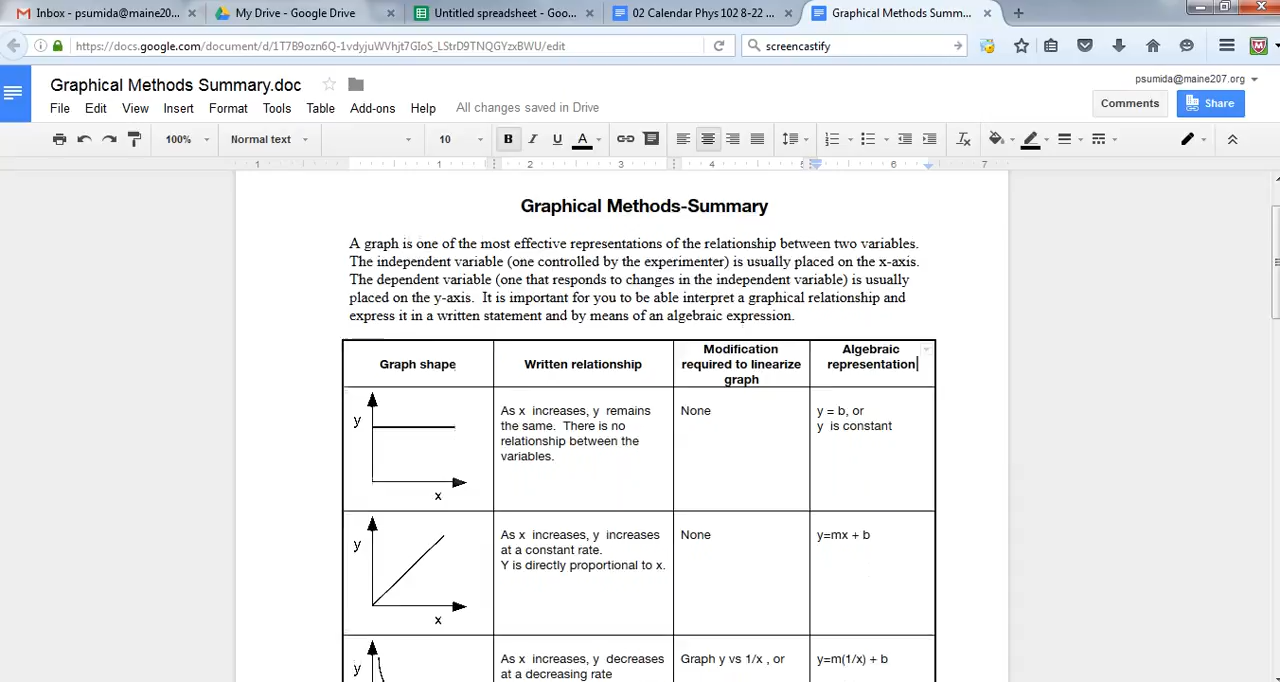 Inbox - psumida@maine20... × My Drive - Google Drive × Untitled spreadsheet - Goo... × 02 Calendar Phys 102 8-22 ... × Graphical Methods Summ... ×
https://docs.google.com/document/d/1T7B9ozn6Q-1vdyjuWVhjt7GIoS_LStrD9TNQGYzxBWU/edit
screencastify
psumida@maine207.org
Graphical Methods Summary.doc
File Edit View Insert Format Tools Table Add-ons Help All changes saved in Drive
Comments Share
100% Normal text 10 B I U A
1 1 2 3 4 5 6 7
Graphical Methods-Summary
A graph is one of the most effective representations of the relationship between two variables.
The independent variable (one controlled by the experimenter) is usually placed on the x-axis.
The dependent variable (one that responds to changes in the independent variable) is usually
placed on the y-axis. It is important for you to be able interpret a graphical relationship and
express it in a written statement and by means of an algebraic expression.
Graph shape
Written relationship
Modification
required to linearize
graph
Algebraic
representation
y
x
As x increases, y remains
the same. There is no
relationship between the
variables.
None
y = b, or
y is constant
y
x
As x increases, y increases
at a constant rate.
Y is directly proportional to x.
None
y=mx + b
y
As x increases, y decreases
at a decreasing rate
Graph y vs 1/x , or
y=m(1/x) + b